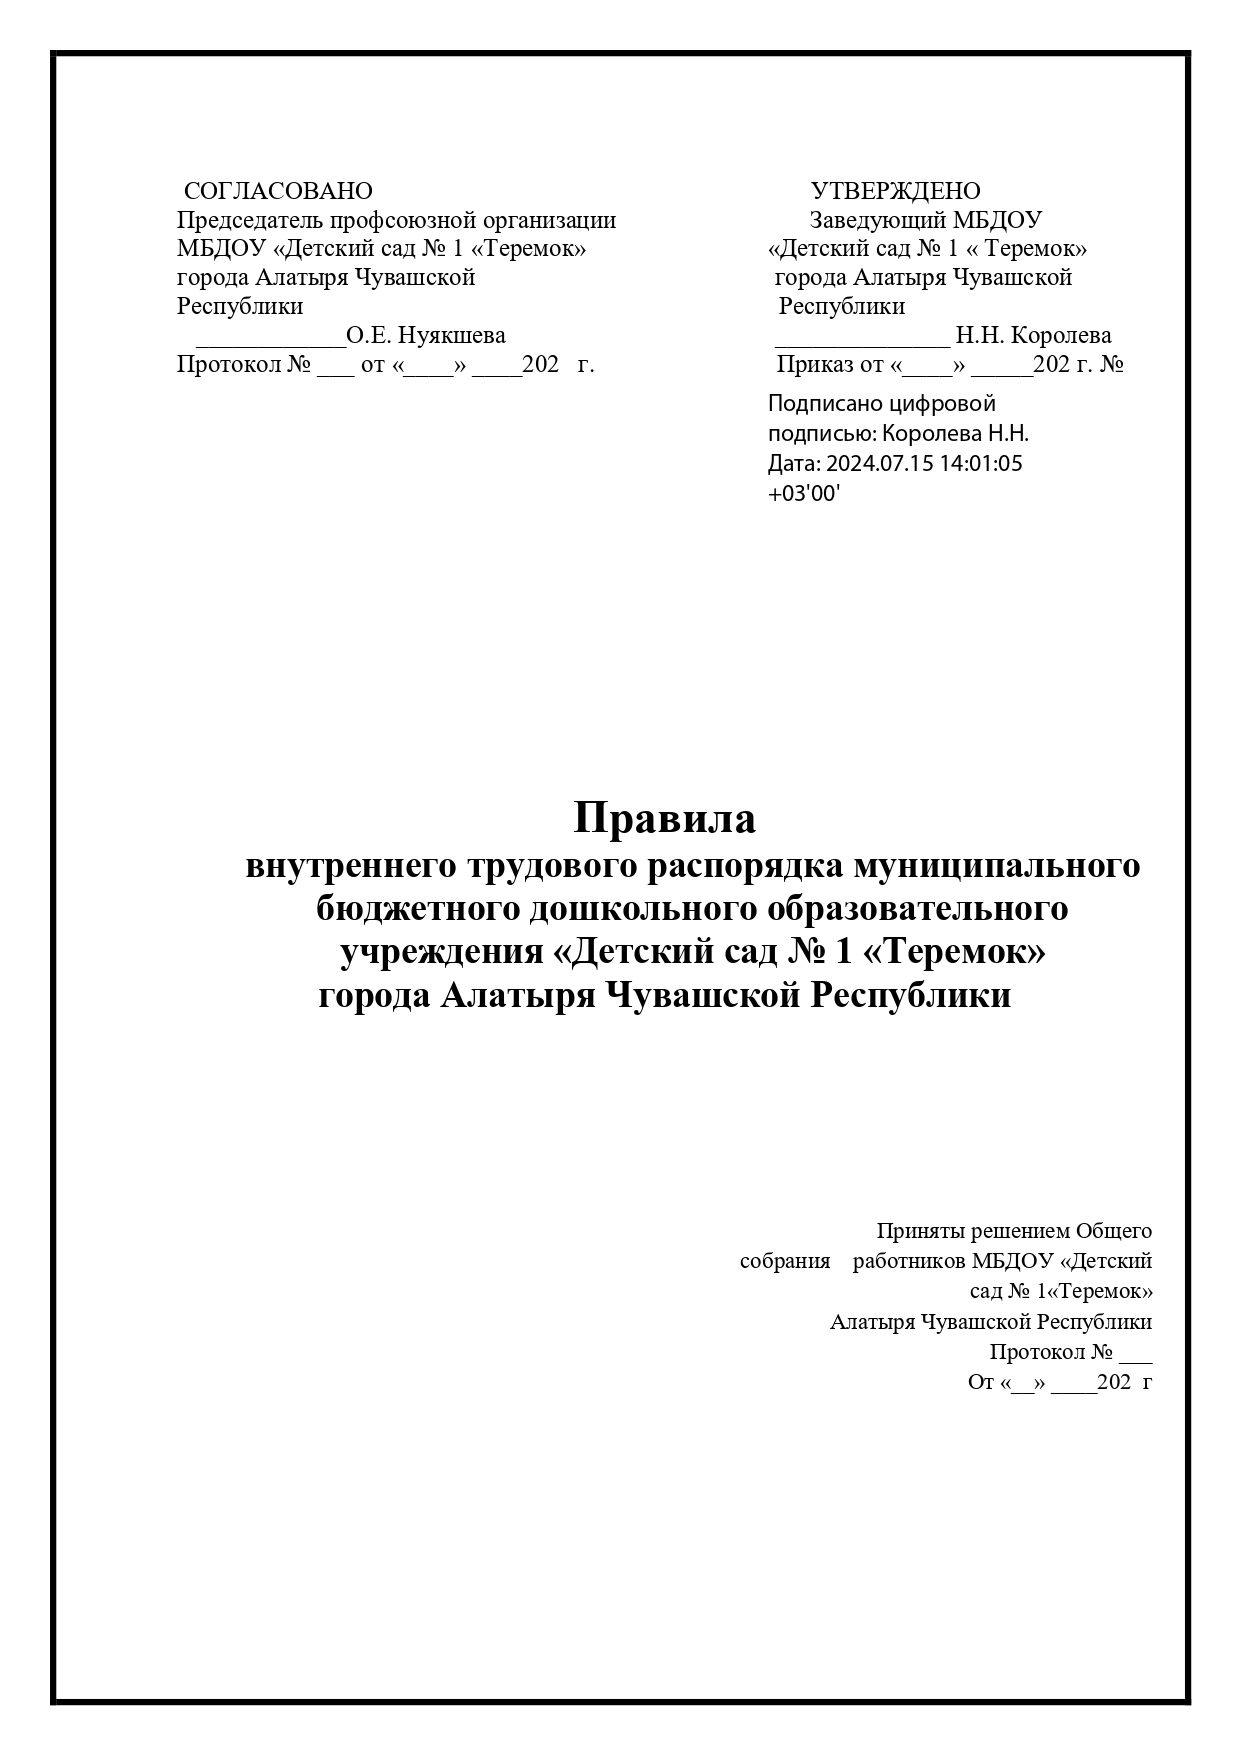 СОГЛАСОВАНО
Председатель профсоюзной организации
МБДОУ «Детский сад № 1 «Теремок»
города Алатыря Чувашской
Республики
____________О.Е. Нуякшева
Протокол № ___ от «____» ____202   г.
УТВЕРЖДЕНО
Заведующий МБДОУ
«Детский сад № 1 « Теремок»
города Алатыря Чувашской
Республики
______________ Н.Н. Королева
Приказ от «____» _____202 г. №
Подписано цифровой
подписью: Королева Н.Н.
Дата: 2024.07.15 14:01:05
+03'00'
Правила
внутреннего трудового распорядка муниципального
бюджетного дошкольного образовательного
учреждения «Детский сад № 1 «Теремок»
города Алатыря Чувашской Республики
Приняты решением Общего
собрания    работников МБДОУ «Детский
сад № 1«Теремок»
Алатыря Чувашской Республики
Протокол № ___
От «__» ____202  г